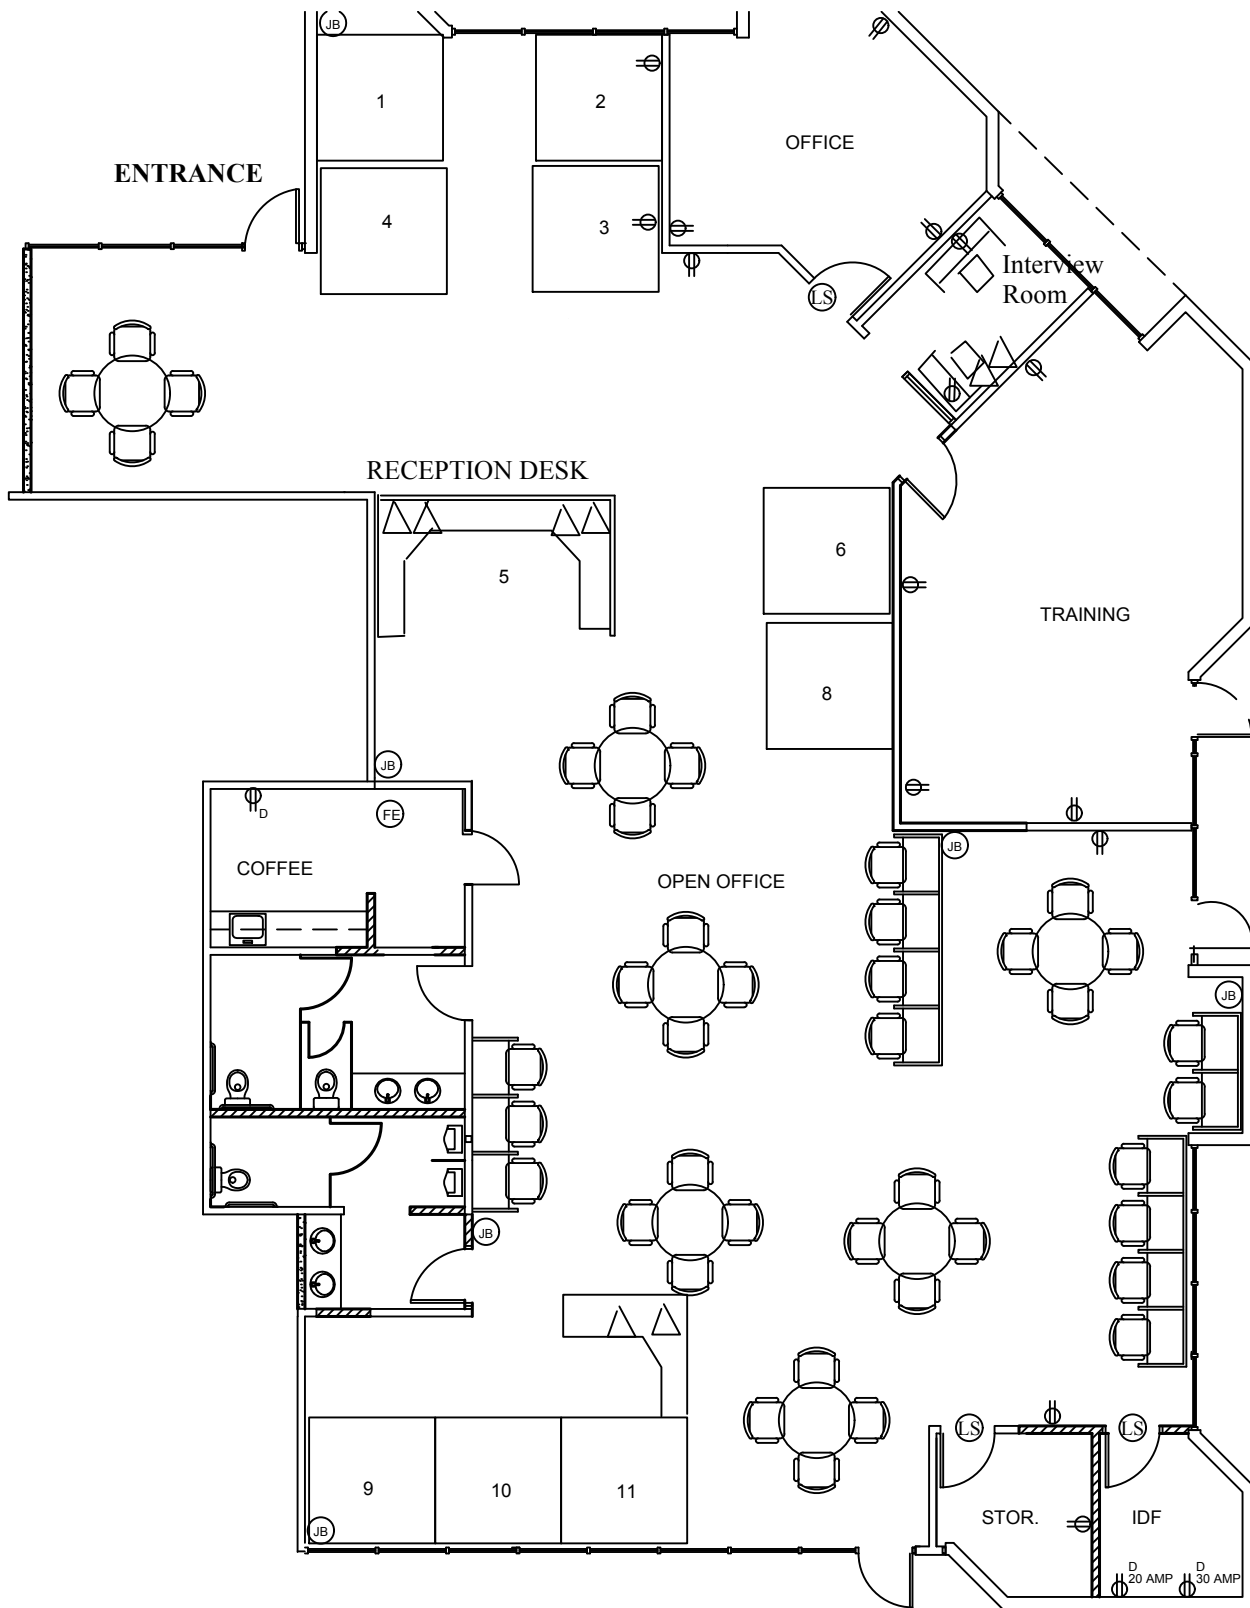 JB
1
2
OFFICE
ENTRANCE
4
3
Interview
Room
LS
RECEPTION DESK
6
5
TRAINING
8
JB
D
FE
COFFEE
OPEN OFFICE
JB
JB
JB
LS
LS
9
10
11
STOR.
IDF
JB
D
20 AMP
D
30 AMP